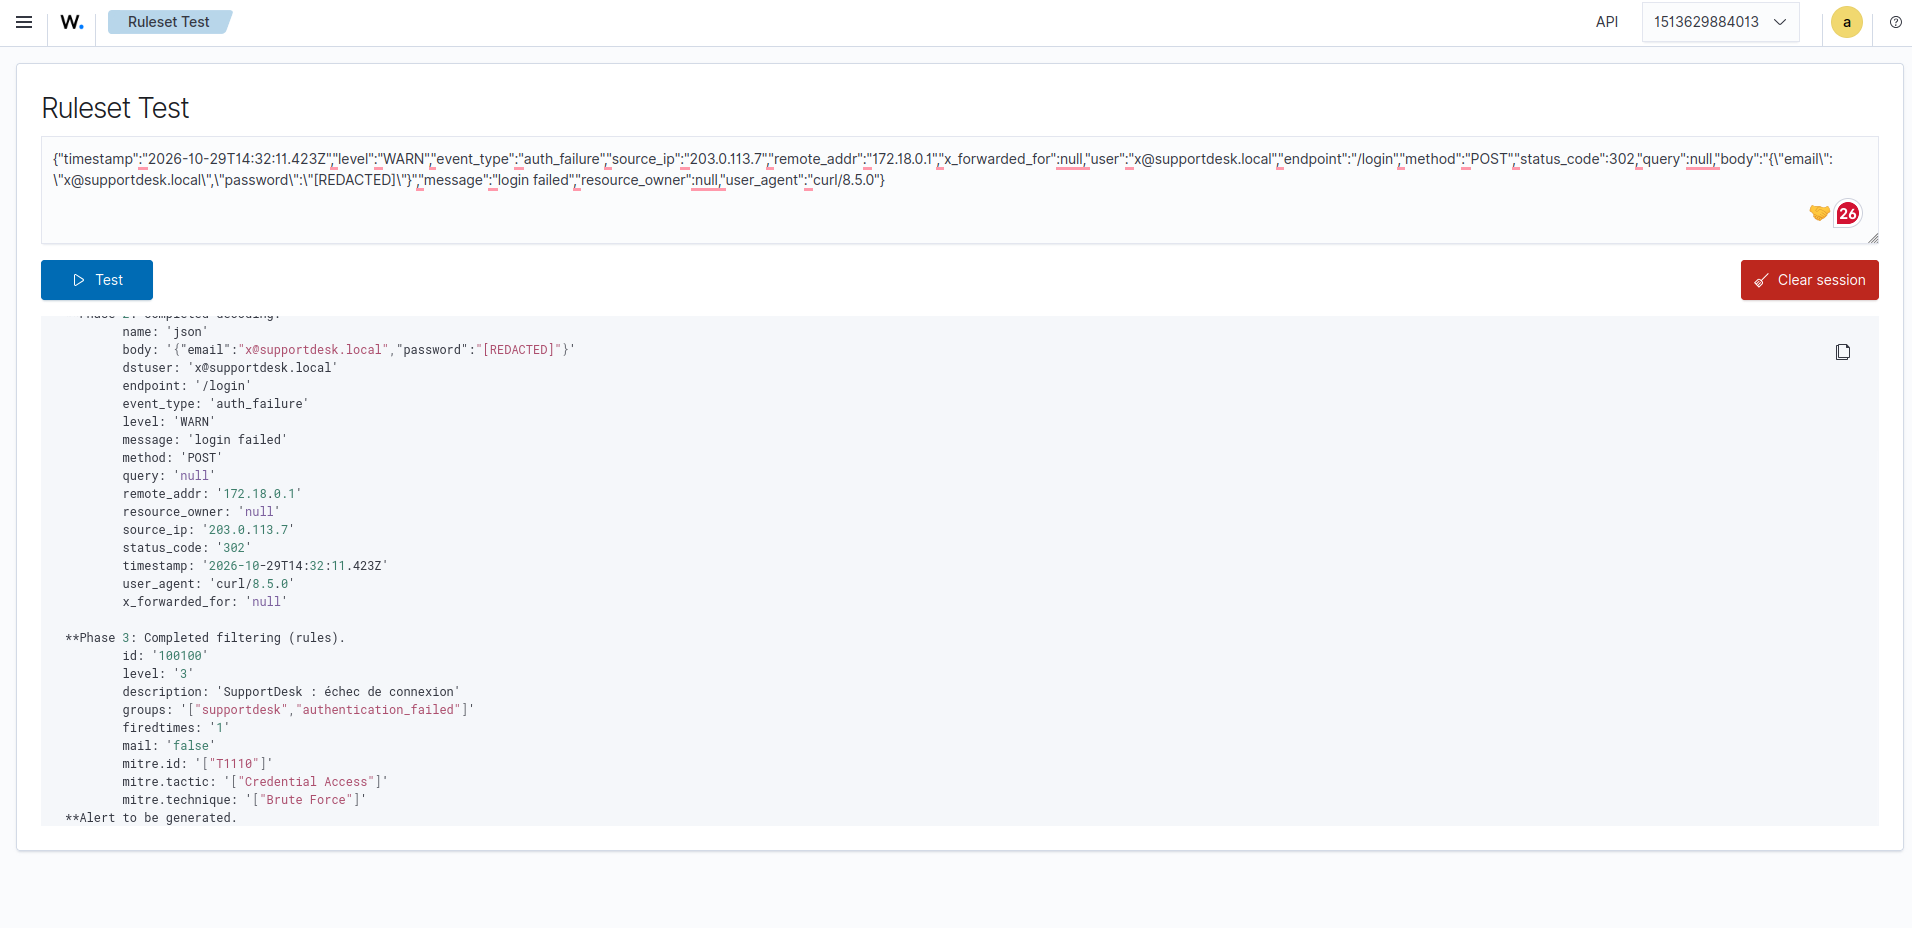 W. Ruleset Test API 1513629884013 a
Ruleset Test
{"timestamp":"2026-10-29T14:32:11.423Z","level":"WARN","event_type":"auth_failure","source_ip":"203.0.113.7","remote_addr":"172.18.0.1","x_forwarded_for":null,"user":"x@supportdesk.local","endpoint":"/login","method":"POST","status_code":302,"query":null,"body":"{\"email\":
\"x@supportdesk.local\",\"password\":\"[REDACTED]\"}","message":"login failed","resource_owner":null,"user_agent":"curl/8.5.0"}
26
Test Clear session
**Phase 2: Completed decoding.
name: 'json'
body: '{"email":"x@supportdesk.local","password":"[REDACTED]"}'
dstuser: 'x@supportdesk.local'
endpoint: '/login'
event_type: 'auth_failure'
level: 'WARN'
message: 'login failed'
method: 'POST'
query: 'null'
remote_addr: '172.18.0.1'
resource_owner: 'null'
source_ip: '203.0.113.7'
status_code: '302'
timestamp: '2026-10-29T14:32:11.423Z'
user_agent: 'curl/8.5.0'
x_forwarded_for: 'null'
**Phase 3: Completed filtering (rules).
id: '100100'
level: '3'
description: 'SupportDesk : échec de connexion'
groups: '["supportdesk","authentication_failed"]'
firedtimes: '1'
mail: 'false'
mitre.id: '["T1110"]'
mitre.tactic: '["Credential Access"]'
mitre.technique: '["Brute Force"]'
**Alert to be generated.